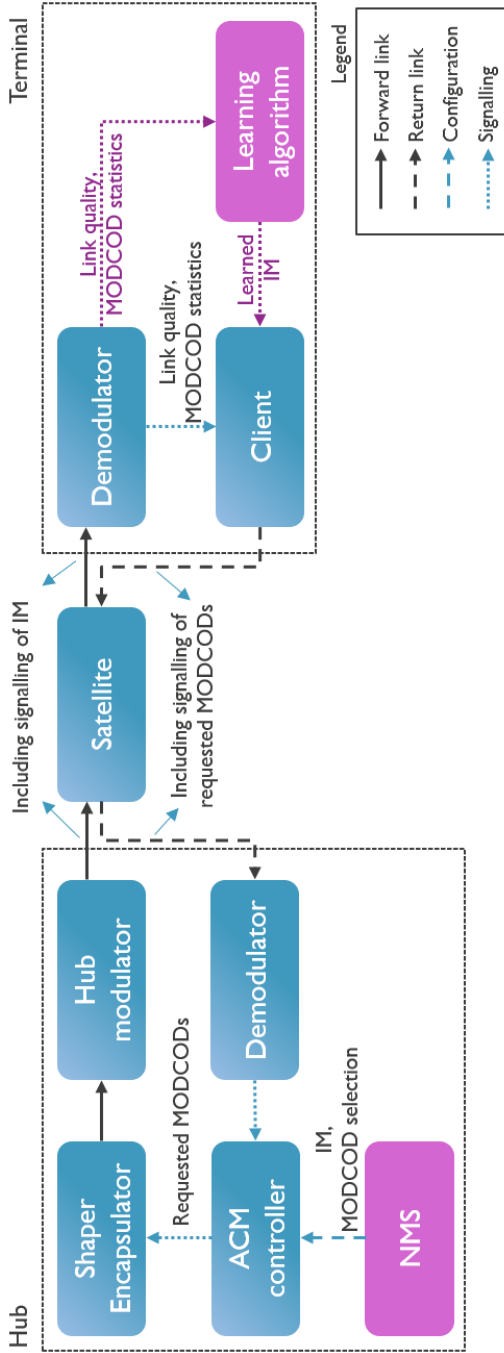 Hub
Shaper
Encapsulator
Hub
modulator
Requested MODCODs
ACM
controller
Demodulator
IM,
MODCOD selection
NMS
Including signalling of IM
Satellite
Including signalling of
requested MODCODs
Terminal
Demodulator
Link quality,
MODCOD statistics
Link quality,
MODCOD statistics
Client
Learned
IM
Learning
algorithm
Legend
Forward link
Return link
Configuration
Signalling